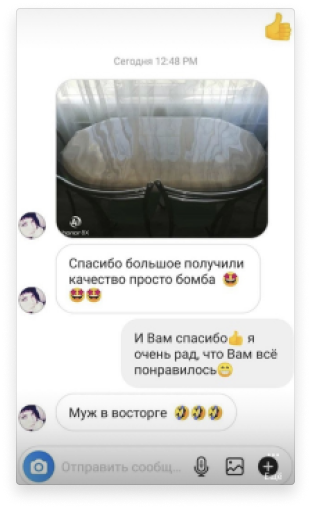 Сегодня 12:48 PM
honor 8X
Спасибо большое получили
качество просто бомба 🤩
🤩🤩
И Вам спасибо👍 я
очень рад, что Вам всё
понравилось😁
Муж в восторге 🤣🤣🤣
Отправить сообщ...
Ещё